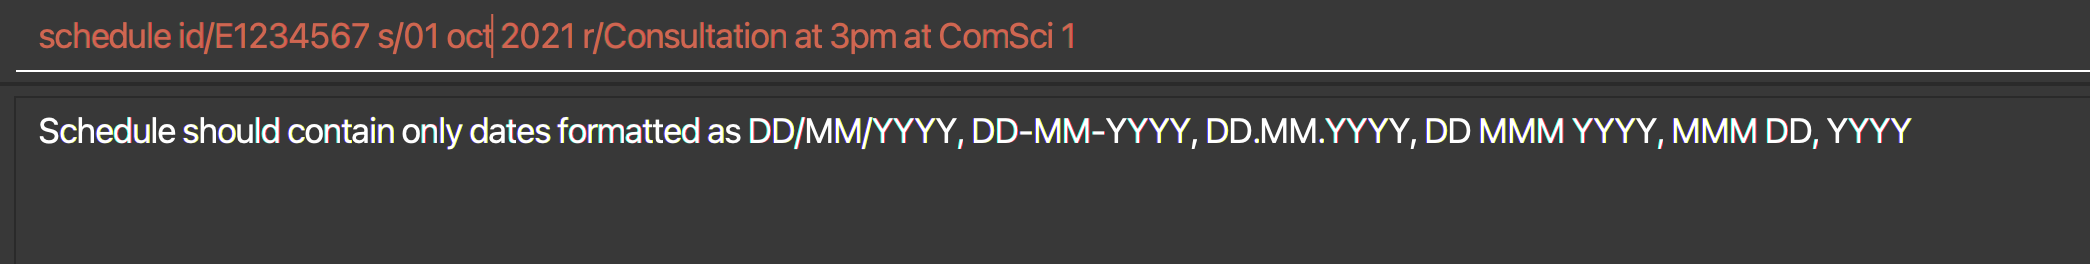 schedule id/E1234567 s/01 oct 2021 r/Consultation at 3pm at ComSci 1
Schedule should contain only dates formatted as DD/MM/YYYY, DD-MM-YYYY, DD.MM.YYYY, DD MMM YYYY, MMM DD, YYYY